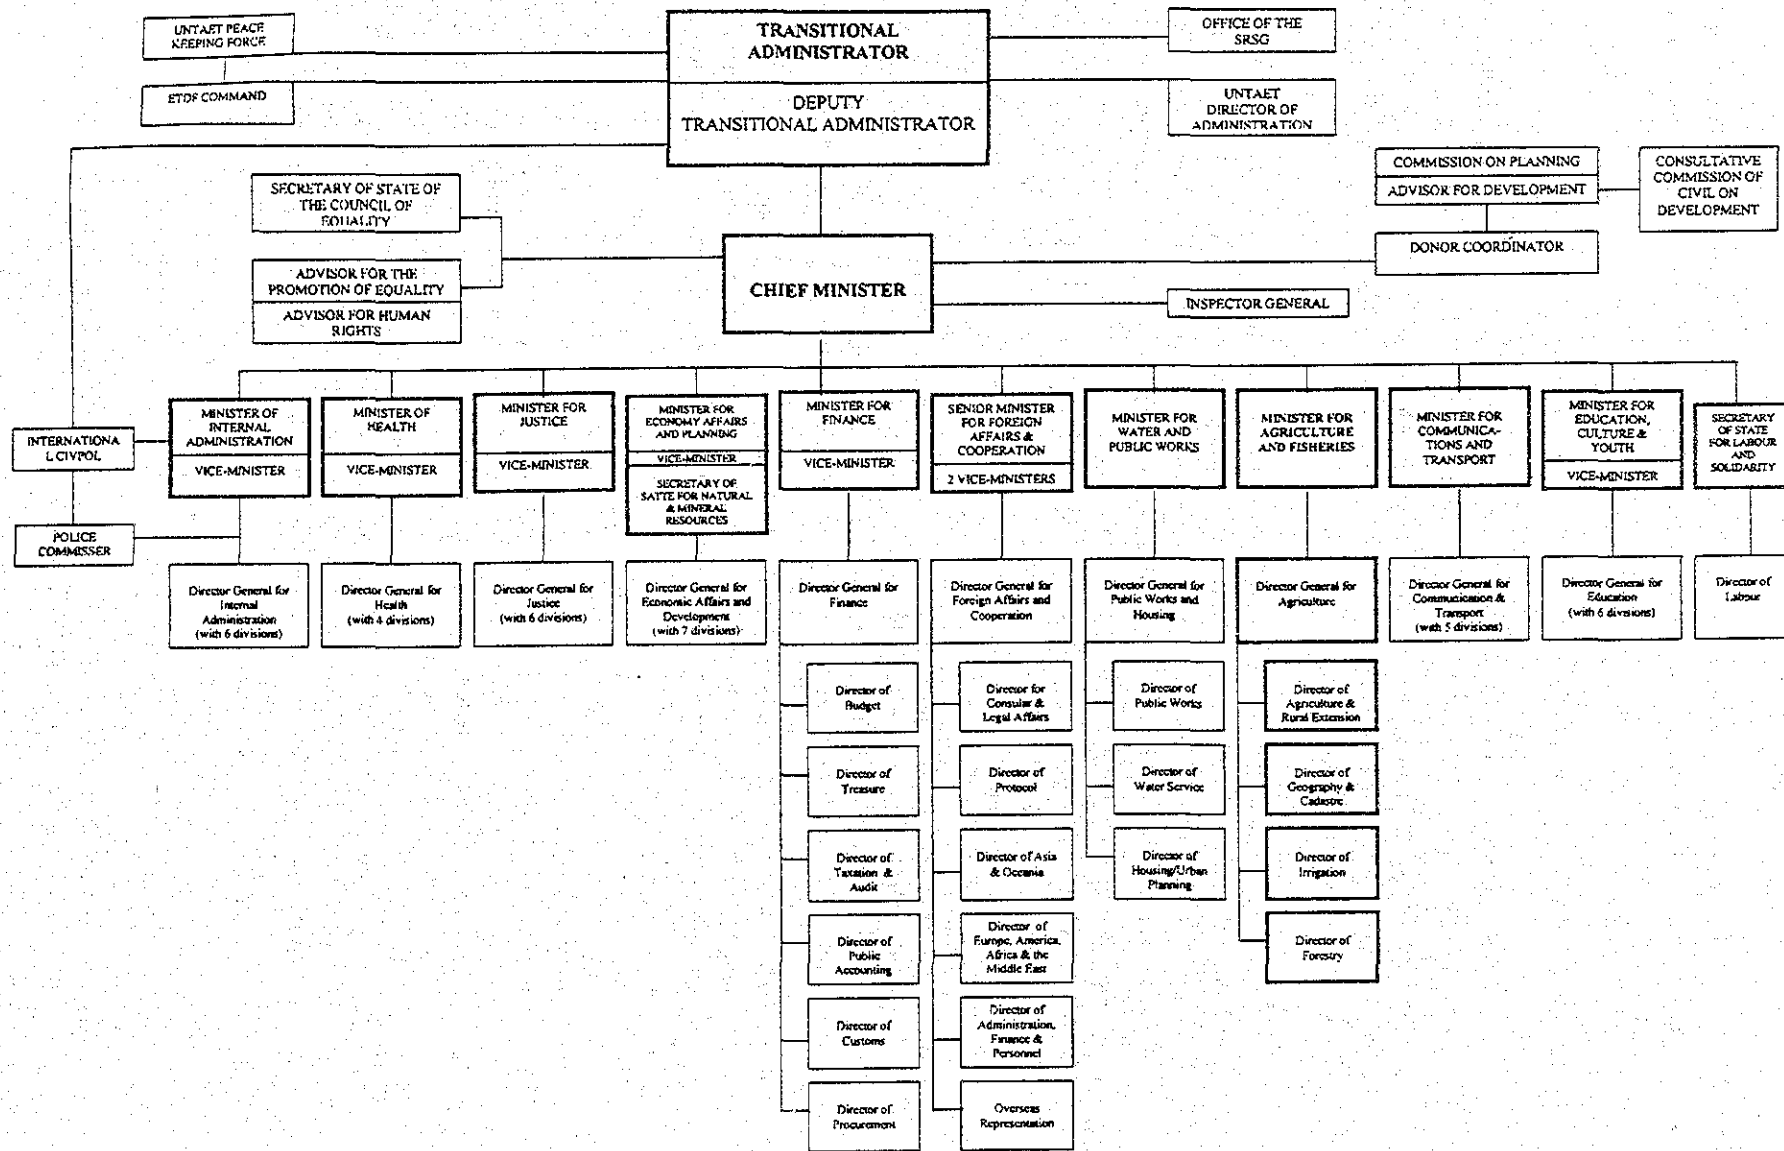 UNTAET PEACE
KEEPING FORCE
ETDF COMMAND
TRANSITIONAL
ADMINISTRATOR
DEPUTY
TRANSITIONAL ADMINISTRATOR
OFFICE OF THE
SRSG
UNTAET
DIRECTOR OF
ADMINISTRATION
SECRETARY OF STATE OF
THE COUNCIL OF
EQUALITY
ADVISOR FOR THE
PROMOTION OF EQUALITY
ADVISOR FOR HUMAN
RIGHTS
CHIEF MINISTER
COMMISSION ON PLANNING
ADVISOR FOR DEVELOPMENT
CONSULTATIVE
COMMISSION OF
CIVIL ON
DEVELOPMENT
DONOR COORDINATOR
INSPECTOR GENERAL
INTERNATIONA
L CIVPOL
POLICE
COMMISSER
MINISTER OF
INTERNAL
ADMINISTRATION
VICE-MINISTER
MINISTER OF
HEALTH
VICE-MINISTER
MINISTER FOR
JUSTICE
VICE-MINISTER
MINISTER FOR
ECONOMY AFFAIRS
AND PLANNING
VICE-MINISTER
SECRETARY OF
SATTE FOR NATURAL
& MINERAL
RESOURCES
MINISTER FOR
FINANCE
VICE-MINISTER
SENIOR MINISTER
FOR FOREIGN
AFFAIRS &
COOPERATION
2 VICE-MINISTERS
MINISTER FOR
WATER AND
PUBLIC WORKS
MINISTER FOR
AGRICULTURE
AND FISHERIES
MINISTER FOR
COMMUNICA-
TIONS AND
TRANSPORT
MINISTER FOR
EDUCATION,
CULTURE &
YOUTH
VICE-MINISTER
SECRETARY
OF STATE
FOR LABOUR
AND
SOLIDARITY
Director General for
Internal
Administration
(with 6 divisions)
Director General for
Health
(with 4 divisions)
Director General for
Justice
(with 6 divisions)
Director General for
Economic Affairs and
Development
(with 7 divisions)
Director General for
Finance
Director General for
Foreign Affairs and
Cooperation
Director General for
Public Works and
Housing
Director General for
Agriculture
Director General for
Communication &
Transport
(with 5 divisions)
Director General for
Education
(with 6 divisions)
Director of
Labour
Director of
Budget
Director of
Treasure
Director of
Taxation &
Audit
Director of
Public
Accounting
Director of
Customs
Director of
Procurement
Director for
Consular &
Legal Affairs
Director of
Protocol
Director of Asia
& Oceania
Director of
Europe, America,
Africa & the
Middle East
Director of
Administration,
Finance &
Personnel
Overseas
Representation
Director of
Public Works
Director of
Water Service
Director of
Housing/Urban
Planning
Director of
Agriculture &
Rural Extension
Director of
Geography &
Cadastre
Director of
Irrigation
Director of
Forestry